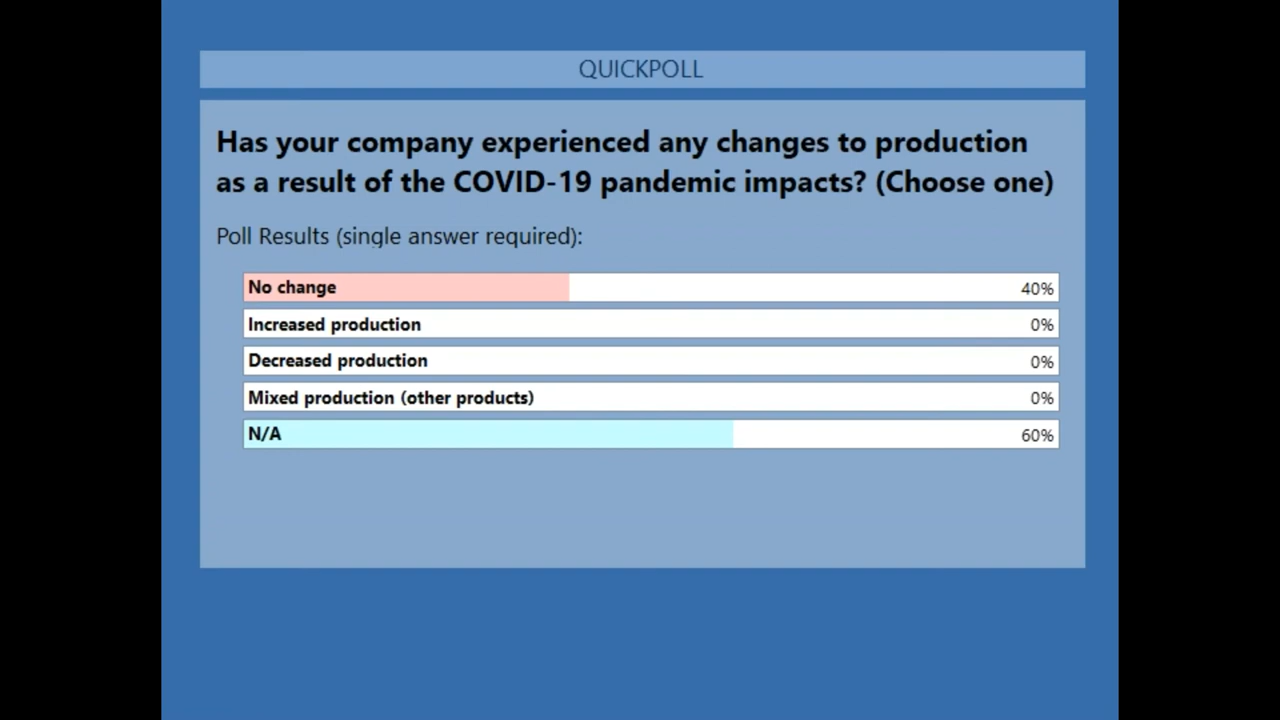 QUICKPOLL
Has your company experienced any changes to production
as a result of the COVID-19 pandemic impacts? (Choose one)
Poll Results (single answer required):
No change 40%
Increased production 0%
Decreased production 0%
Mixed production (other products) 0%
N/A 60%